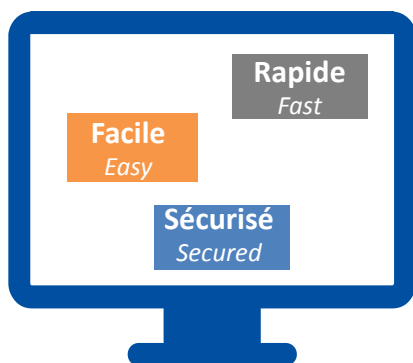 Rapide
Fast
Facile
Easy
Sécurisé
Secured